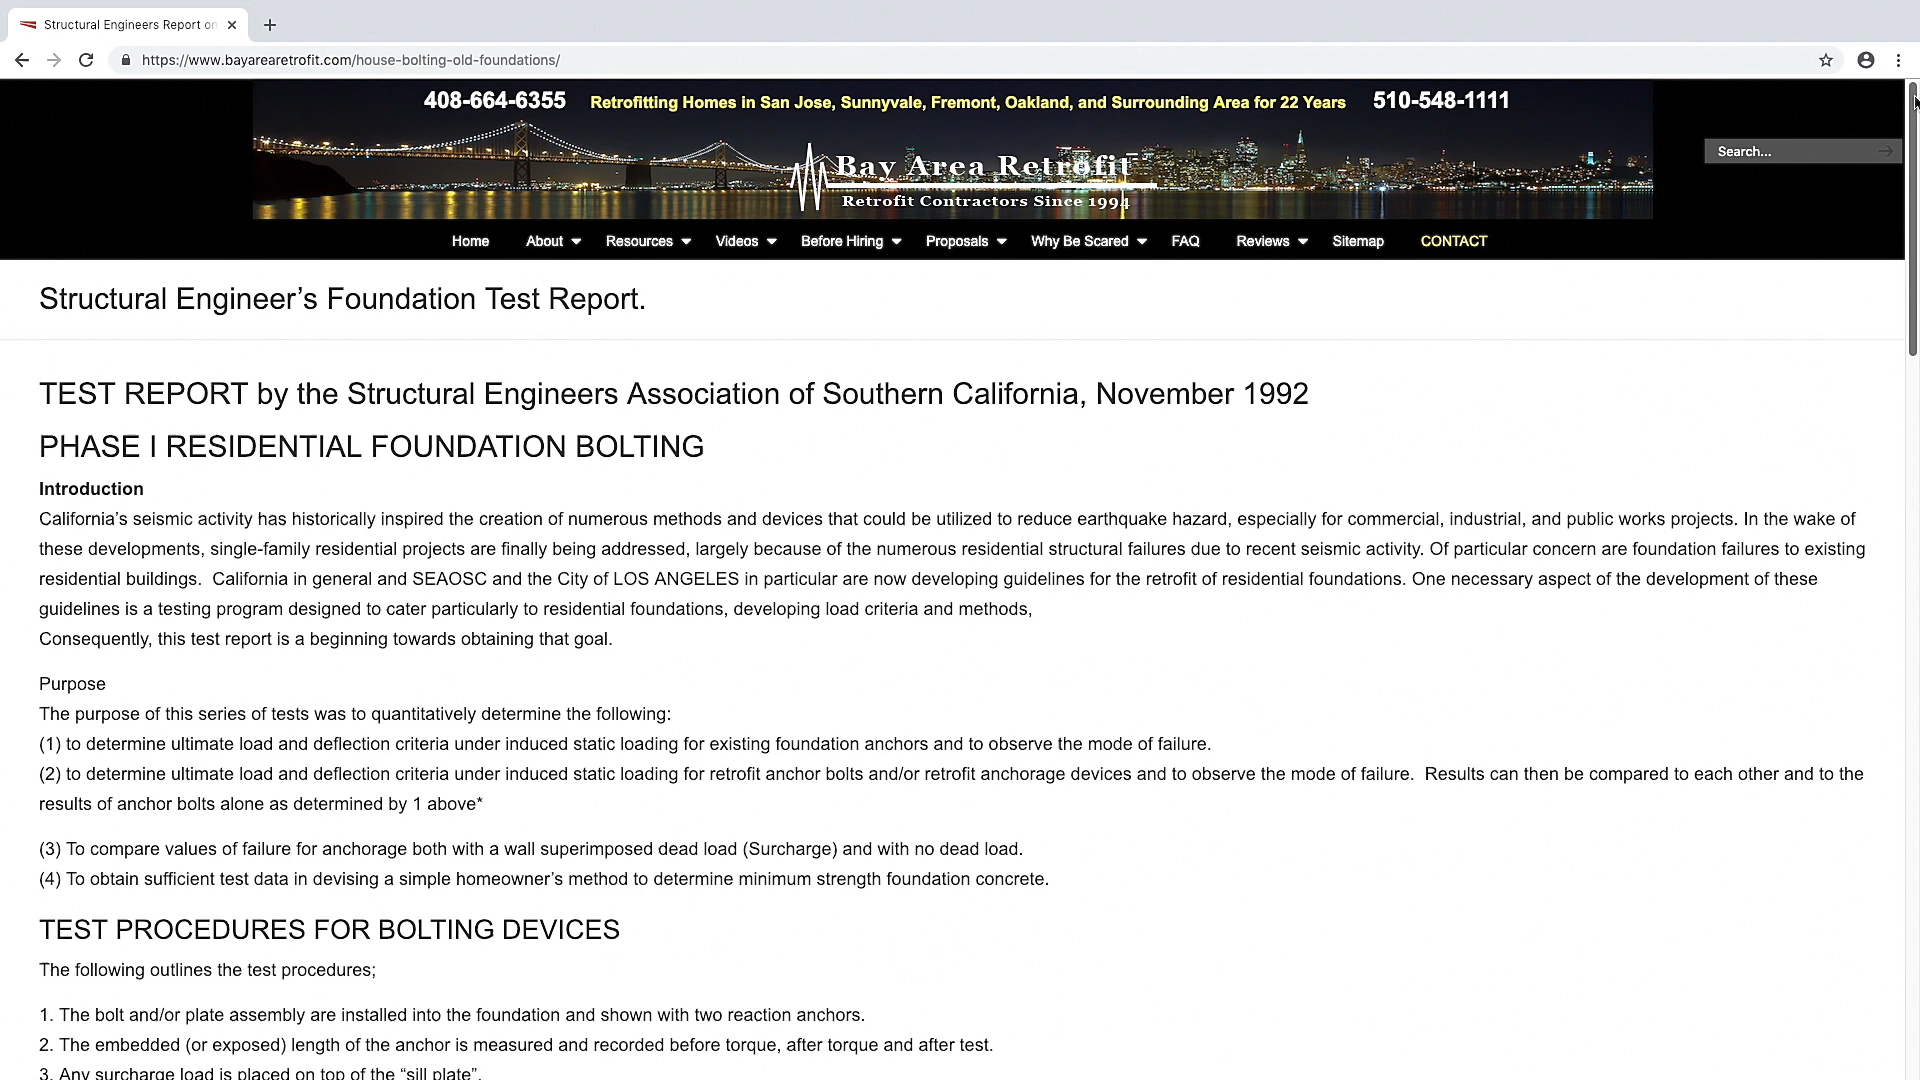 Structural Engineers Report on
https://www.bayarearetrofit.com/house-bolting-old-foundations/
408-664-6355 Retrofitting Homes in San Jose, Sunnyvale, Fremont, Oakland, and Surrounding Area for 22 Years 510-548-1111
Bay Area Retrofit
Retrofit Contractors Since 1994
Search...
Home About Resources Videos Before Hiring Proposals Why Be Scared FAQ Reviews Sitemap CONTACT
Structural Engineer’s Foundation Test Report.
TEST REPORT by the Structural Engineers Association of Southern California, November 1992
PHASE I RESIDENTIAL FOUNDATION BOLTING
Introduction
California’s seismic activity has historically inspired the creation of numerous methods and devices that could be utilized to reduce earthquake hazard, especially for commercial, industrial, and public works projects. In the wake of
these developments, single-family residential projects are finally being addressed, largely because of the numerous residential structural failures due to recent seismic activity. Of particular concern are foundation failures to existing
residential buildings.  California in general and SEAOSC and the City of LOS ANGELES in particular are now developing guidelines for the retrofit of residential foundations. One necessary aspect of the development of these
guidelines is a testing program designed to cater particularly to residential foundations, developing load criteria and methods,
Consequently, this test report is a beginning towards obtaining that goal.
Purpose
The purpose of this series of tests was to quantitatively determine the following:
(1) to determine ultimate load and deflection criteria under induced static loading for existing foundation anchors and to observe the mode of failure.
(2) to determine ultimate load and deflection criteria under induced static loading for retrofit anchor bolts and/or retrofit anchorage devices and to observe the mode of failure.  Results can then be compared to each other and to the
results of anchor bolts alone as determined by 1 above*
(3) To compare values of failure for anchorage both with a wall superimposed dead load (Surcharge) and with no dead load.
(4) To obtain sufficient test data in devising a simple homeowner’s method to determine minimum strength foundation concrete.
TEST PROCEDURES FOR BOLTING DEVICES
The following outlines the test procedures;
1. The bolt and/or plate assembly are installed into the foundation and shown with two reaction anchors.
2. The embedded (or exposed) length of the anchor is measured and recorded before torque, after torque and after test.
3. Any surcharge load is placed on top of the “sill plate”.